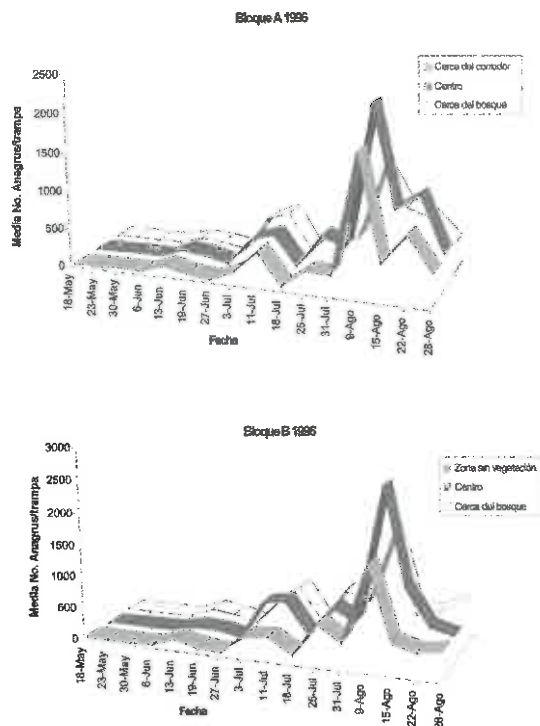 Bloque A 1996
Cerca del corredor
Centro
Cerca del bosque
Media No. Anagrus/trampa
2500
2000
1500
1000
500
0
18-May
23-May
30-May
6-Jun
13-Jun
19-Jun
27-Jun
3-Jul
11-Jul
18-Jul
25-Jul
31-Jul
9-Ago
15-Ago
22-Ago
28-Ago
Fecha
Bloque B 1996
Zona sin vegetación
Centro
Cerca del bosque
Media No. Anagrus/trampa
3000
2500
2000
1500
1000
500
0
18-May
23-May
30-May
6-Jun
13-Jun
19-Jun
27-Jun
3-Jul
11-Jul
18-Jul
25-Jul
31-Jul
9-Ago
15-Ago
22-Ago
28-Ago
Fecha